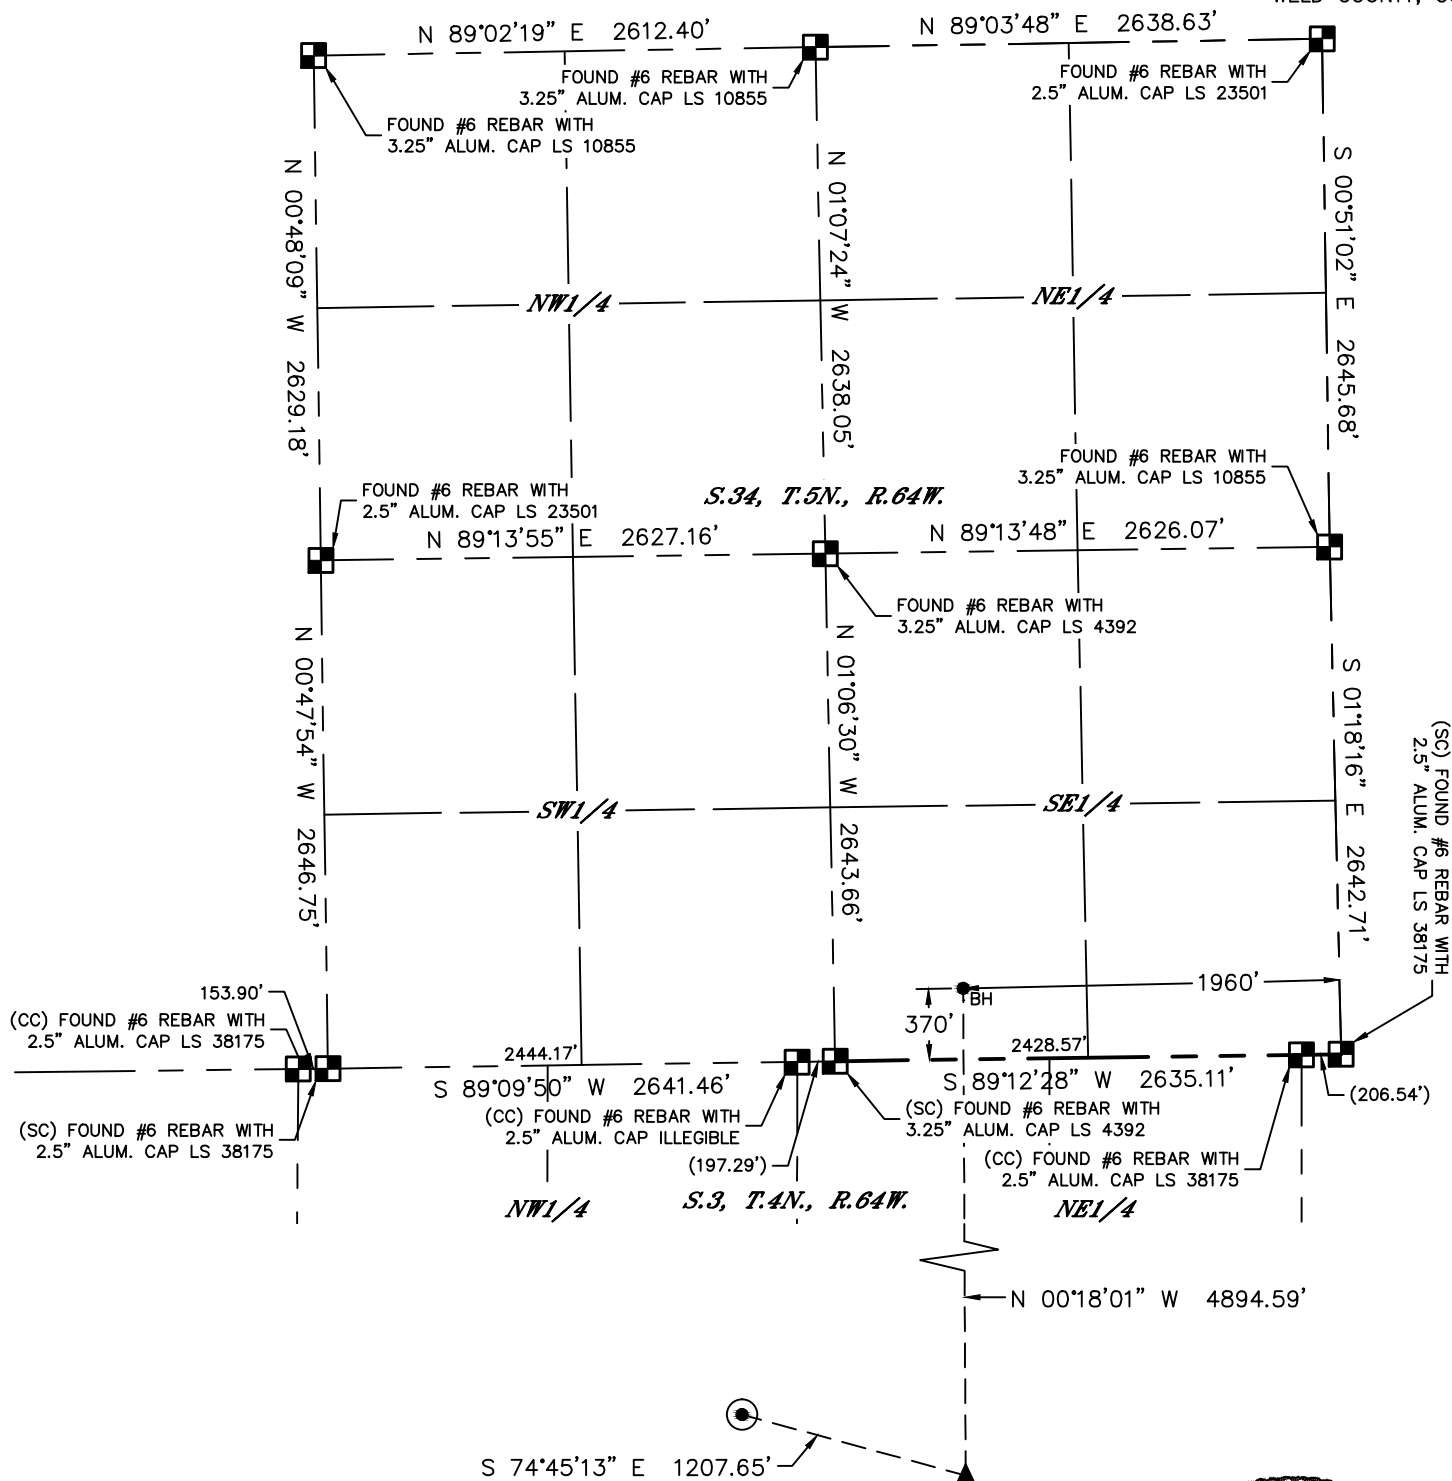 N 89°02'19" E 2612.40'
N 89°03'48" E 2638.63'
FOUND #6 REBAR WITH
3.25" ALUM. CAP LS 10855
FOUND #6 REBAR WITH
3.25" ALUM. CAP LS 10855
FOUND #6 REBAR WITH
2.5" ALUM. CAP LS 23501
N 00°48'09" W 2629.18'
N 01°07'24" W 2638.05'
S 00°51'02" E 2645.68'
NW1/4
NE1/4
FOUND #6 REBAR WITH
3.25" ALUM. CAP LS 10855
FOUND #6 REBAR WITH
2.5" ALUM. CAP LS 23501
S.34, T.5N., R.64W.
N 89°13'55" E 2627.16'
N 89°13'48" E 2626.07'
FOUND #6 REBAR WITH
3.25" ALUM. CAP LS 4392
N 00°47'54" W 2646.75'
N 01°06'30" W 2643.66'
S 01°18'16" E 2642.71'
SW1/4
SE1/4
(SC) FOUND #6 REBAR WITH
2.5" ALUM. CAP LS 38175
1960'
BH
370'
153.90'
(CC) FOUND #6 REBAR WITH
2.5" ALUM. CAP LS 38175
2444.17'
2428.57'
S 89°09'50" W 2641.46'
S 89°12'28" W 2635.11'
(206.54')
(SC) FOUND #6 REBAR WITH
2.5" ALUM. CAP LS 38175
(CC) FOUND #6 REBAR WITH
2.5" ALUM. CAP ILLEGIBLE
(SC) FOUND #6 REBAR WITH
3.25" ALUM. CAP LS 4392
(197.29')
(CC) FOUND #6 REBAR WITH
2.5" ALUM. CAP LS 38175
NW1/4
S.3, T.4N., R.64W.
NE1/4
N 00°18'01" W 4894.59'
S 74°45'13" E 1207.65'